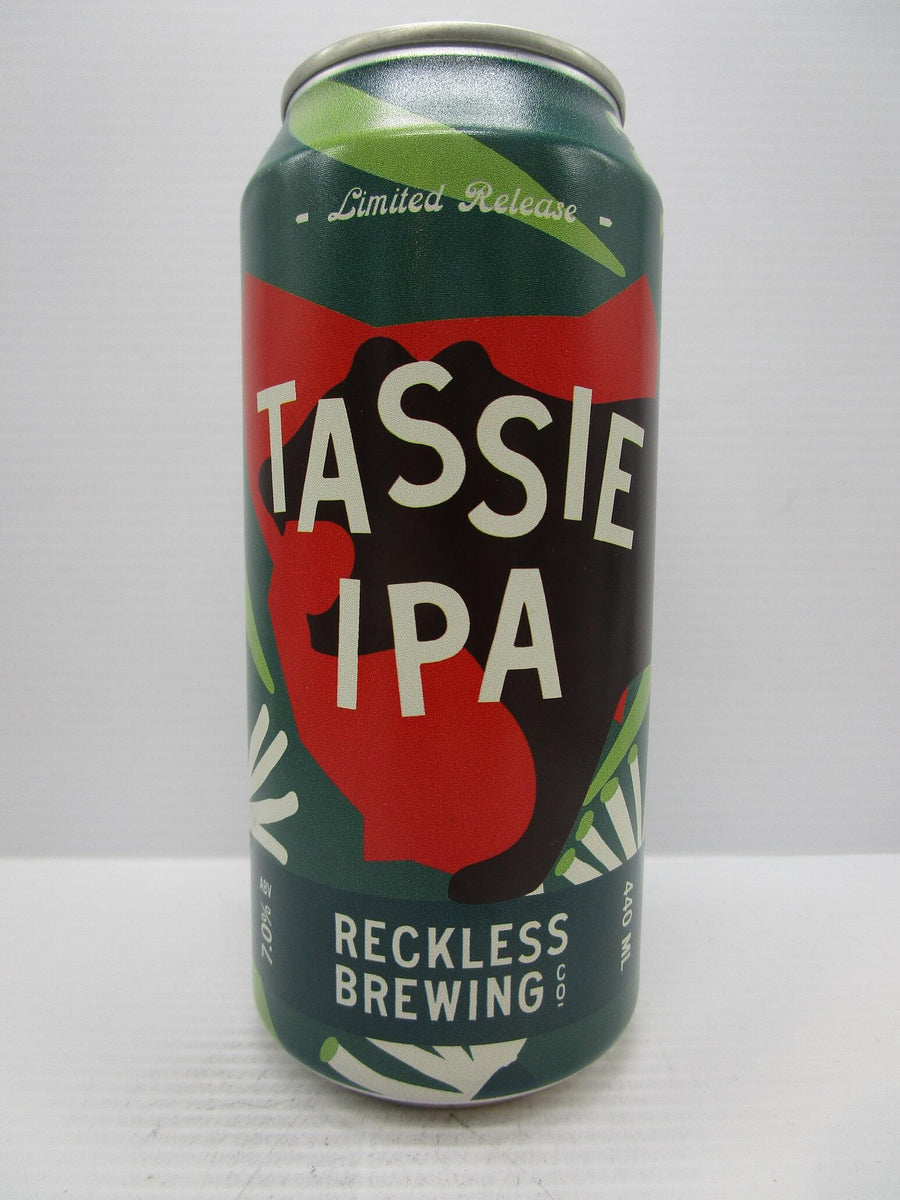 - Limited Release -
TASSIE
IPA
ABV
7.0%
440 ML
RECKLESS
BREWING CO.